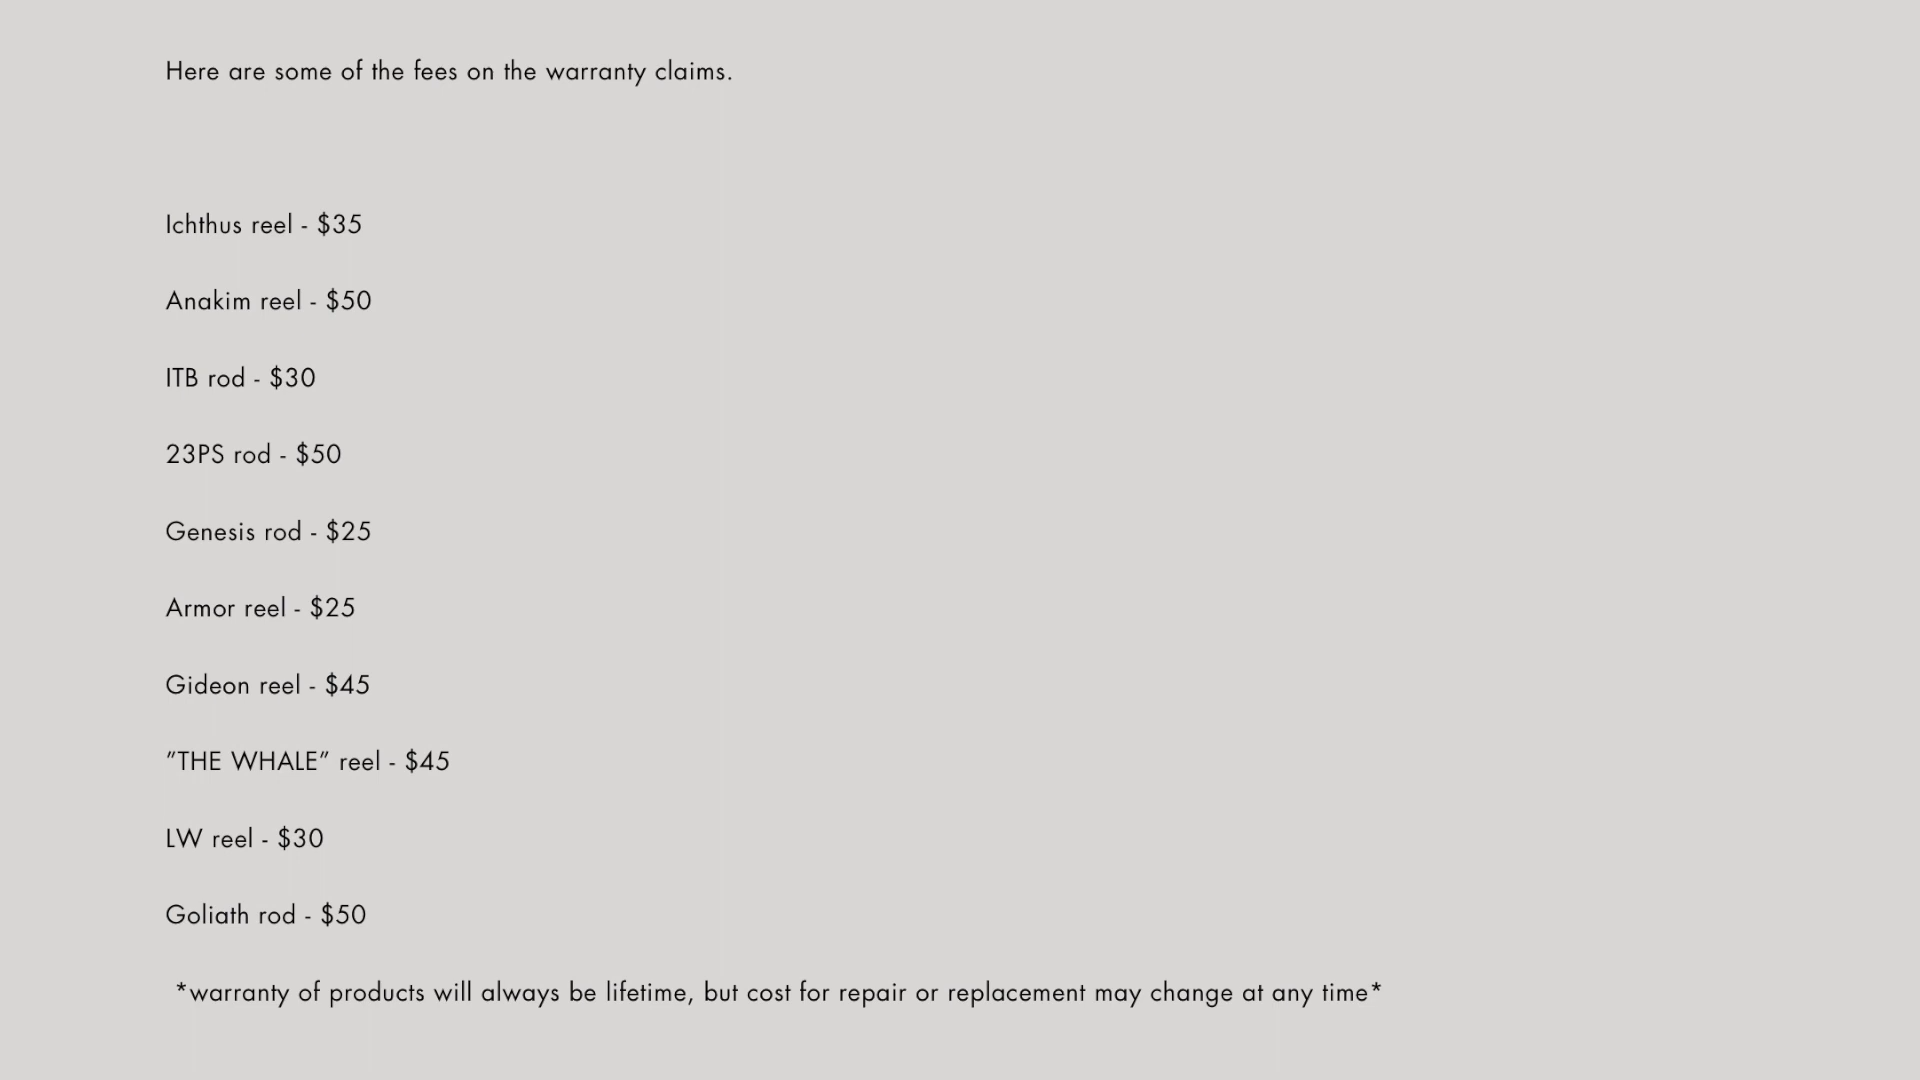 Here are some of the fees on the warranty claims.
Ichthus reel - $35
Anakim reel - $50
ITB rod - $30
23PS rod - $50
Genesis rod - $25
Armor reel - $25
Gideon reel - $45
”THE WHALE” reel - $45
LW reel - $30
Goliath rod - $50
*warranty of products will always be lifetime, but cost for repair or replacement may change at any time*